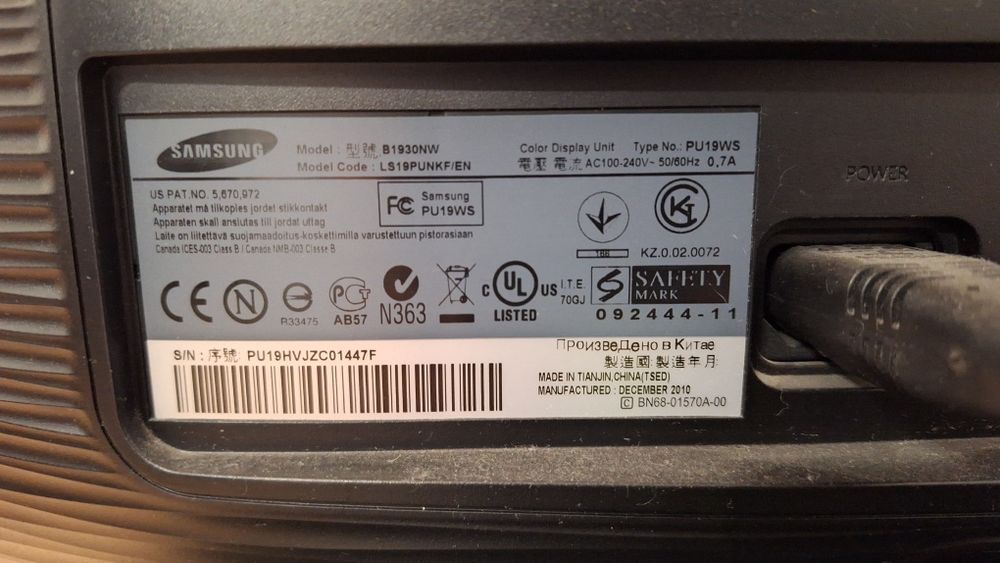 SAMSUNG
Model : 型號 B1930NW
Model Code : LS19PUNKF/EN
Color Display Unit Type No.: PU19WS
電壓 電流 AC100-240V~ 50/60Hz 0,7A
POWER
US PAT.NO. 5,670,972
Apparatet må tilkoples jordet stikkontakt
Apparaten skall anslutas till jordat uttag
Laite on liitettävä suojamaadoitus-koskettimilla varustettuun pistorasiaan
Canada ICES-003 Class B / Canada NMB-003 Classe B
FC Samsung
PU19WS
KZ.0.02.0072
CE N
R33475
PG
AB57
N363
c UL US
LISTED
I.T.E.
70GJ
SAFETY
MARK
092444-11
S/N : 序號: PU19HVJZC01447F
ПроизвеДено в Китае
製造國: 製造年月:
MADE IN TIANJIN,CHINA(TSED)
MANUFACTURED : DECEMBER 2010
C BN68-01570A-00